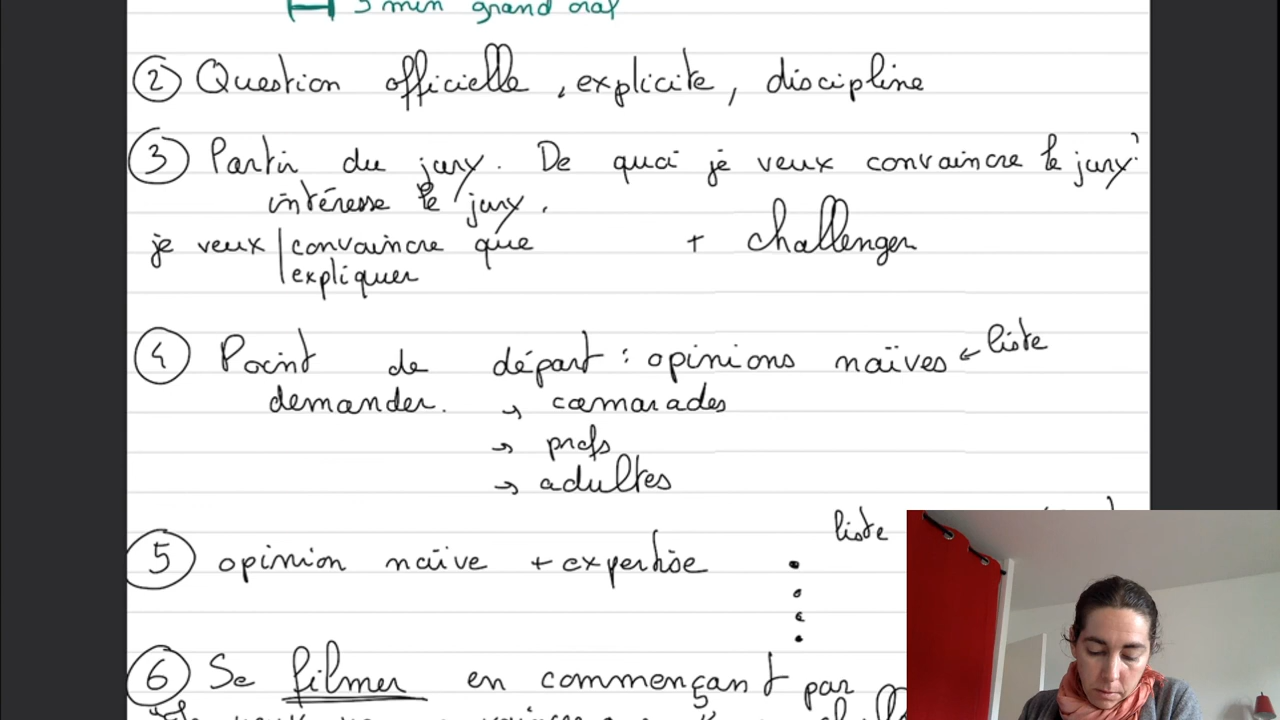 5 min grand oral
② Question officielle, explicite, discipline
③ Partir du jury. De quoi je veux convaincre le jury?
intéresse le jury.
je veux convaincre que + challenger
expliquer
④ Point de départ : opinions naïves ← liste
demander. → camarades
→ profs
→ adultes
liste
⑤ opinion naïve + expertise
⑥ Se filmer en commençant par